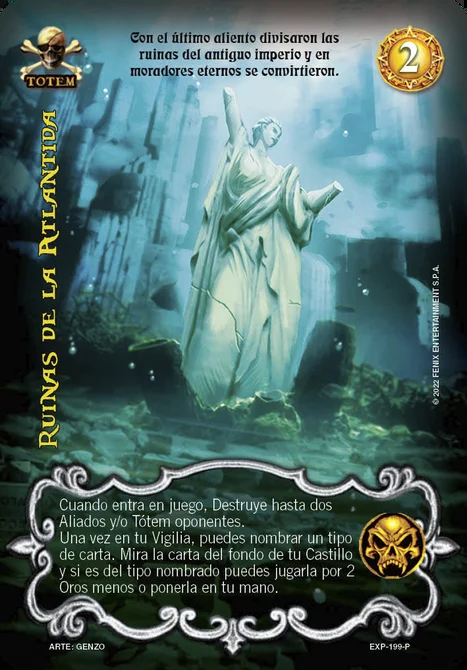 Con el último aliento divisaron las
ruinas del antiguo imperio y en
moradores eternos se convirtieron.
2
TOTEM
Ruinas de la Atlantida
© 2022 FENIX ENTERTAINMENT S.P.A.
Cuando entra en juego, Destruye hasta dos
Aliados y/o Tótem oponentes.
Una vez en tu Vigilia, puedes nombrar un tipo
de carta. Mira la carta del fondo de tu Castillo
y si es del tipo nombrado puedes jugarla por 2
Oros menos o ponerla en tu mano.
ARTE: GENZO
EXP-199-P